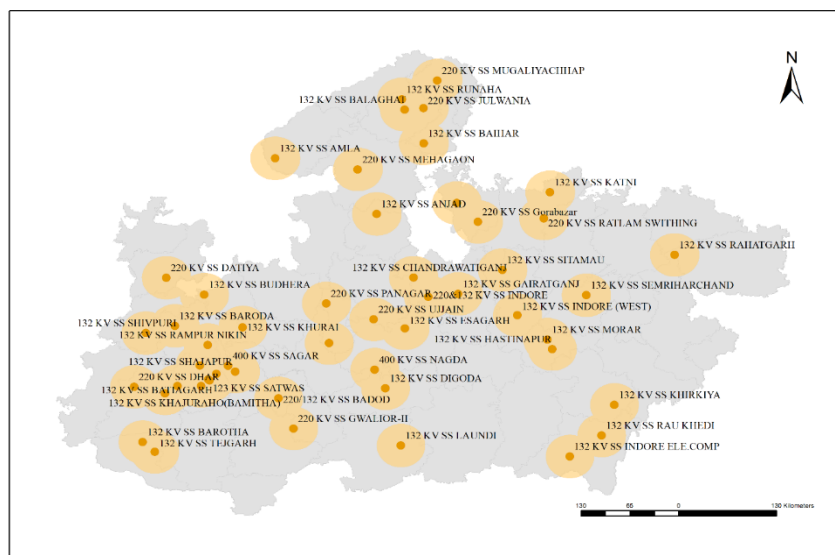 220 KV SS MUGALIYACHHAP
N
132 KV SS RUNAHA
132 KV SS BALAGHAT
220 KV SS JULWANIA
132 KV SS BAIHAR
132 KV SS AMLA
220 KV SS MEHAGAON
132 KV SS KATNI
132 KV SS ANJAD
220 KV SS Gorabazar
220 KV SS RATLAM SWITHING
132 KV SS RAHATGARH
132 KV SS SITAMAU
220 KV SS DATIYA
132 KV SS CHANDRAWATIGANJ
132 KV SS BUDHERA
132 KV SS GAIRATGANJ
132 KV SS SEMRIHARCHAND
220 KV SS PANAGAR
220&132 KV SS INDORE
132 KV SS INDORE (WEST)
132 KV SS BARODA
220 KV SS UJJAIN
132 KV SS SHIVPURI
132 KV SS KHURAI
132 KV SS ESAGARH
132 KV SS MORAR
132 KV SS RAMPUR NIKIN
132 KV SS HASTINAPUR
400 KV SS SAGAR
132 KV SS SHAJAPUR
400 KV SS NAGDA
220 KV SS DHAR
132 KV SS DIGODA
123 KV SS SATWAS
132 KV SS BAHAGARH
220/132 KV SS BADOD
132 KV SS KHAJURAHO(BAMITHA)
132 KV SS KHIRKIYA
220 KV SS GWALIOR-II
132 KV SS BAROTHA
132 KV SS LAUNDI
132 KV SS RAU KHEDI
132 KV SS TEJGARH
132 KV SS INDORE ELE.COMP
130 65 0 130 Kilometers